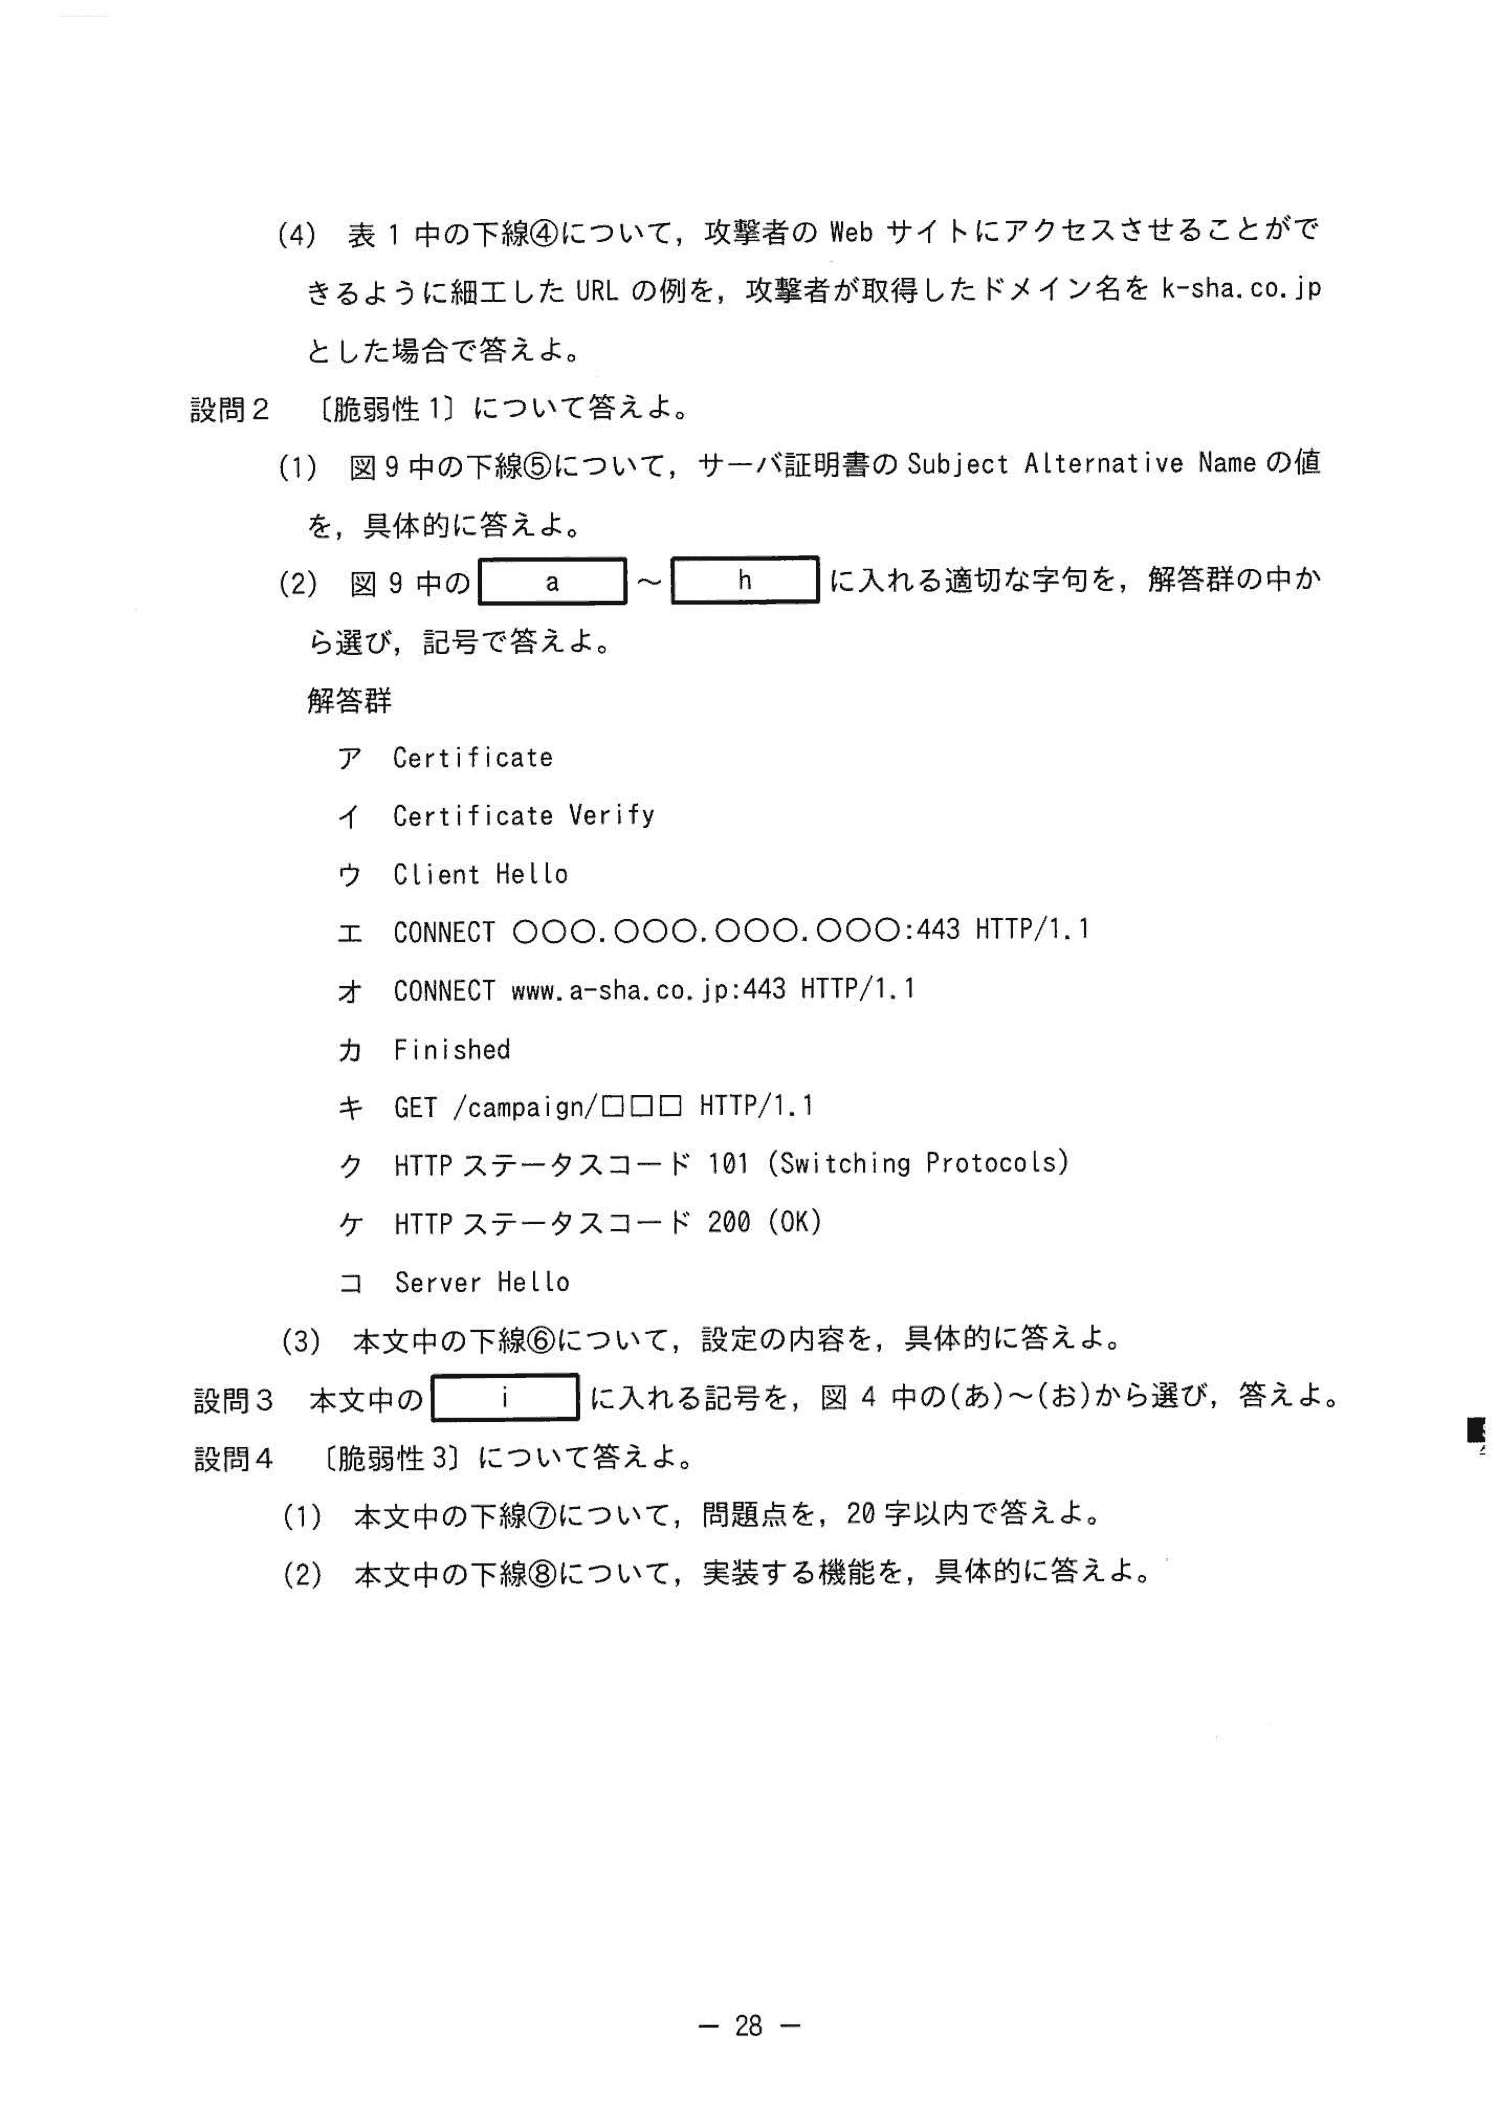 (4) 表 1 中の下線④について，攻撃者の Web サイトにアクセスさせることがで
きるように細工した URL の例を，攻撃者が取得したドメイン名を k-sha.co.jp
とした場合で答えよ。
設問２ 〔脆弱性 1〕について答えよ。
(1) 図 9 中の下線⑤について，サーバ証明書の Subject Alternative Name の値
を，具体的に答えよ。
(2) 図 9 中の a ～ h に入れる適切な字句を，解答群の中か
ら選び，記号で答えよ。
解答群
ア Certificate
イ Certificate Verify
ウ Client Hello
エ CONNECT ○○○.○○○.○○○.○○○:443 HTTP/1.1
オ CONNECT www.a-sha.co.jp:443 HTTP/1.1
カ Finished
キ GET /campaign/□□□ HTTP/1.1
ク HTTP ステータスコード 101 (Switching Protocols)
ケ HTTP ステータスコード 200 (OK)
コ Server Hello
(3) 本文中の下線⑥について，設定の内容を，具体的に答えよ。
設問３ 本文中の i に入れる記号を，図 4 中の(あ)～(お)から選び，答えよ。
設問４ 〔脆弱性 3〕について答えよ。
(1) 本文中の下線⑦について，問題点を，20 字以内で答えよ。
(2) 本文中の下線⑧について，実装する機能を，具体的に答えよ。
－ 28 －